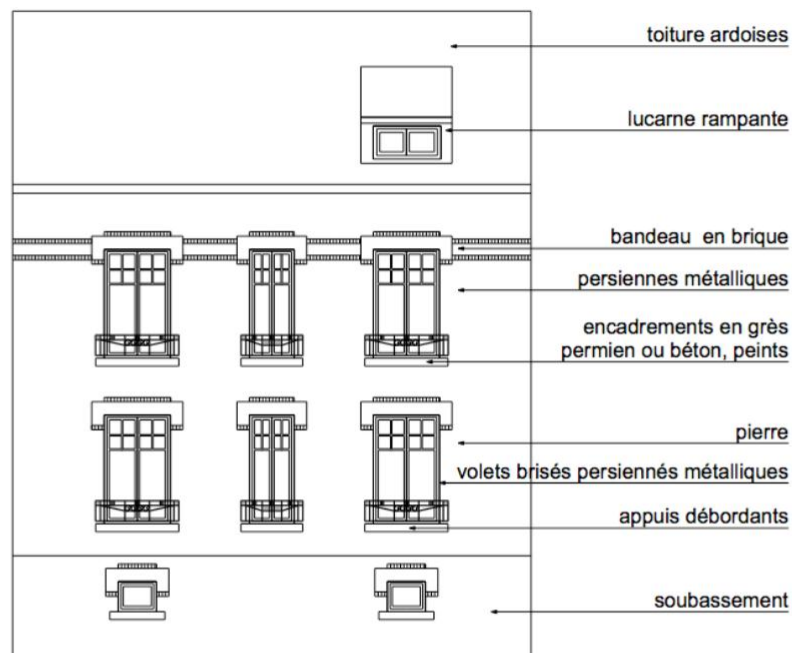 toiture ardoises
lucarne rampante
bandeau en brique
persiennes métalliques
encadrements en grès
permien ou béton, peints
pierre
volets brisés persiennés métalliques
appuis débordants
soubassement